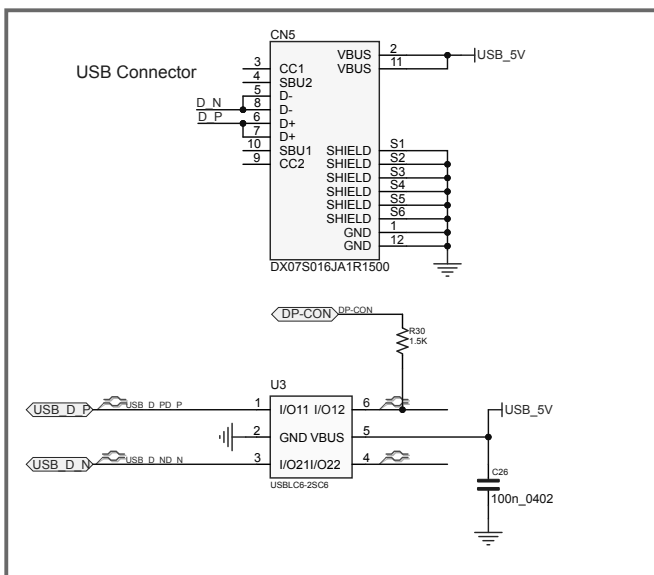 CN5
USB Connector
3 CC1 VBUS 2 USB_5V
4 SBU2 VBUS 11
5 D-
D_N 8 D-
D_P 6 D+
7 D+
10 SBU1 SHIELD S1
9 CC2 SHIELD S2
SHIELD S3
SHIELD S4
SHIELD S5
SHIELD S6
GND 1
GND 12
DX07S016JA1R1500
DP-CON DP-CON
R30
1.5K
U3
USB_D_P USB_D_PD_P 1 I/O11 I/O12 6 USB_5V
2 GND VBUS 5
USB_D_N USB_D_ND_N 3 I/O21I/O22 4
USBLC6-2SC6
C26
100n_0402